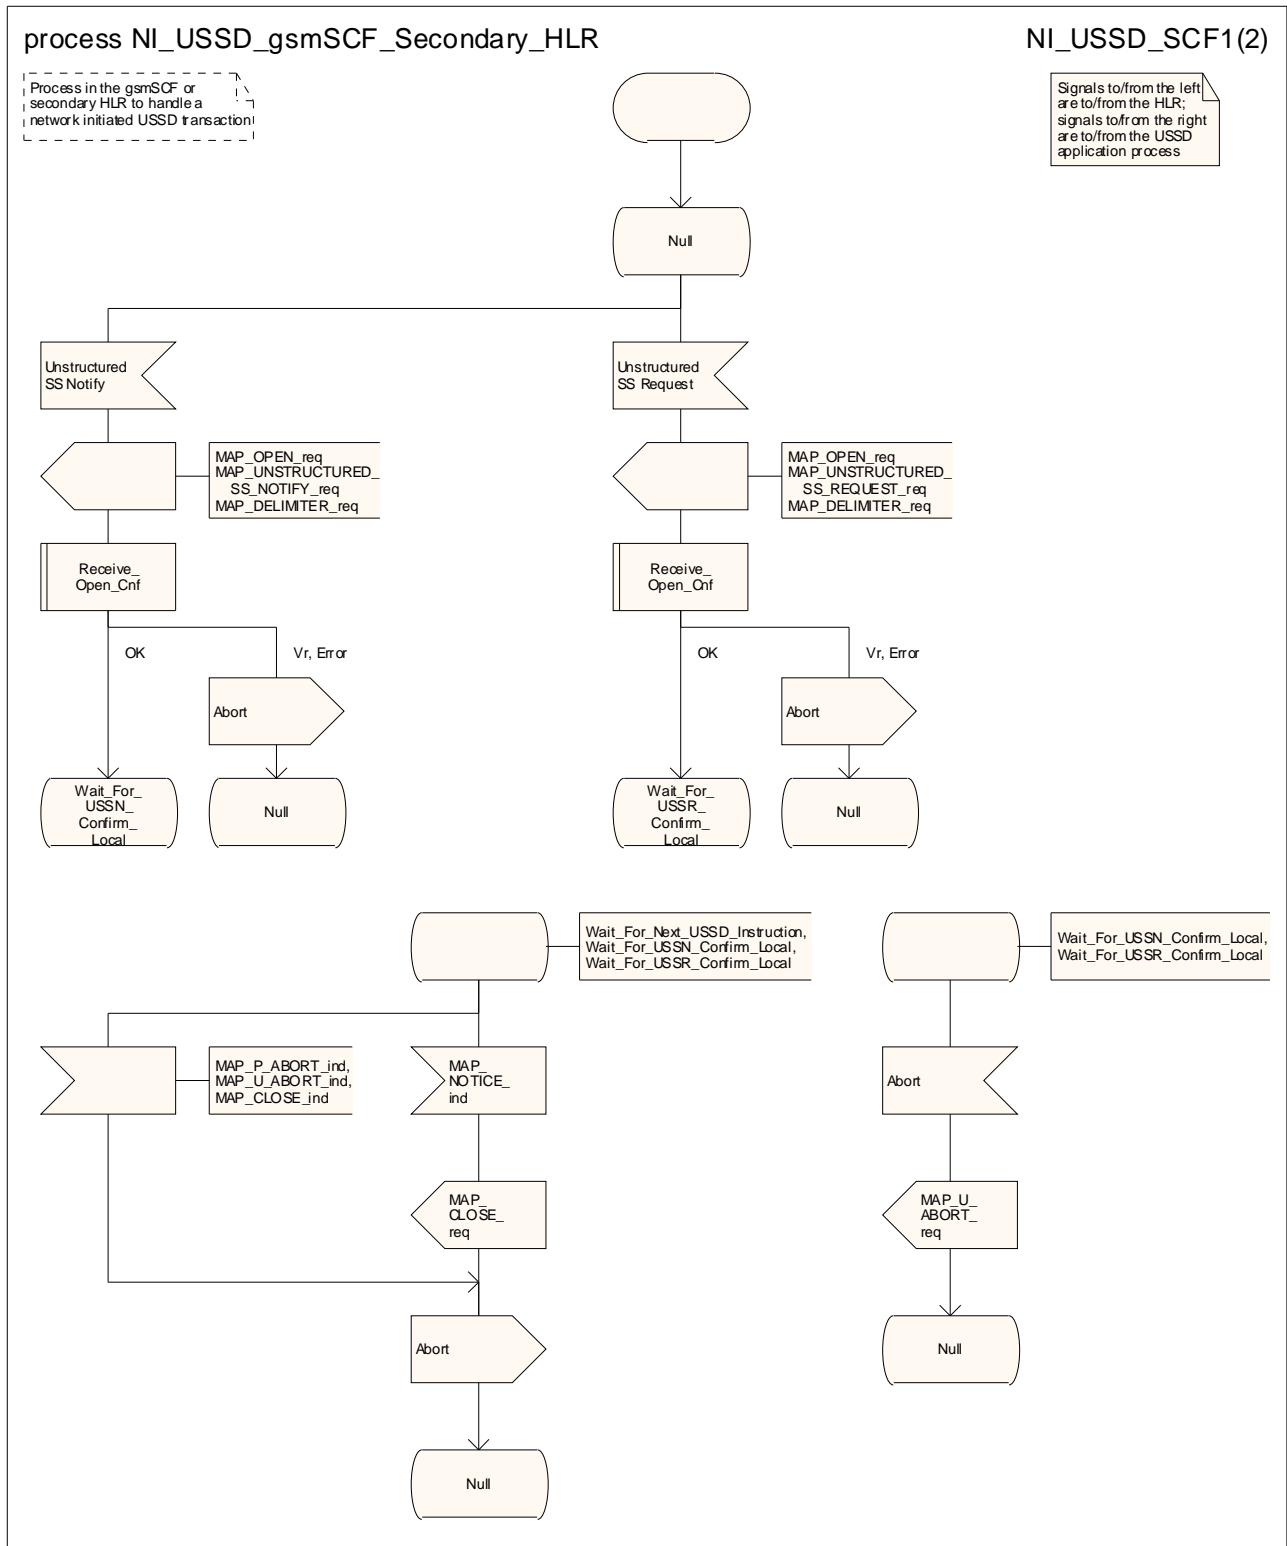 process NI_USSD_gsmSCF_Secondary_HLR
NI_USSD_SCF1(2)
Process in the gsmSCF or
secondary HLR to handle a
network initiated USSD transaction
Signals to/from the left
are to/from the HLR;
signals to/from the right
are to/from the USSD
application process
Null
Unstructured
SS Notify
Unstructured
SS Request
MAP_OPEN_req
MAP_UNSTRUCTURED_
SS_NOTIFY_req
MAP_DELIMITER_req
MAP_OPEN_req
MAP_UNSTRUCTURED_
SS_REQUEST_req
MAP_DELIMITER_req
Receive_
Open_Cnf
Receive_
Open_Cnf
OK
Vr, Error
OK
Vr, Error
Abort
Abort
Wait_For_
USSN_
Confirm_
Local
Null
Wait_For_
USSR_
Confirm_
Local
Null
Wait_For_Next_USSD_Instruction,
Wait_For_USSN_Confirm_Local,
Wait_For_USSR_Confirm_Local
Wait_For_USSN_Confirm_Local,
Wait_For_USSR_Confirm_Local
MAP_P_ABORT_ind,
MAP_U_ABORT_ind,
MAP_CLOSE_ind
MAP_
NOTICE_
ind
Abort
MAP_
CLOSE_
req
MAP_U_
ABORT_
req
Abort
Null
Null